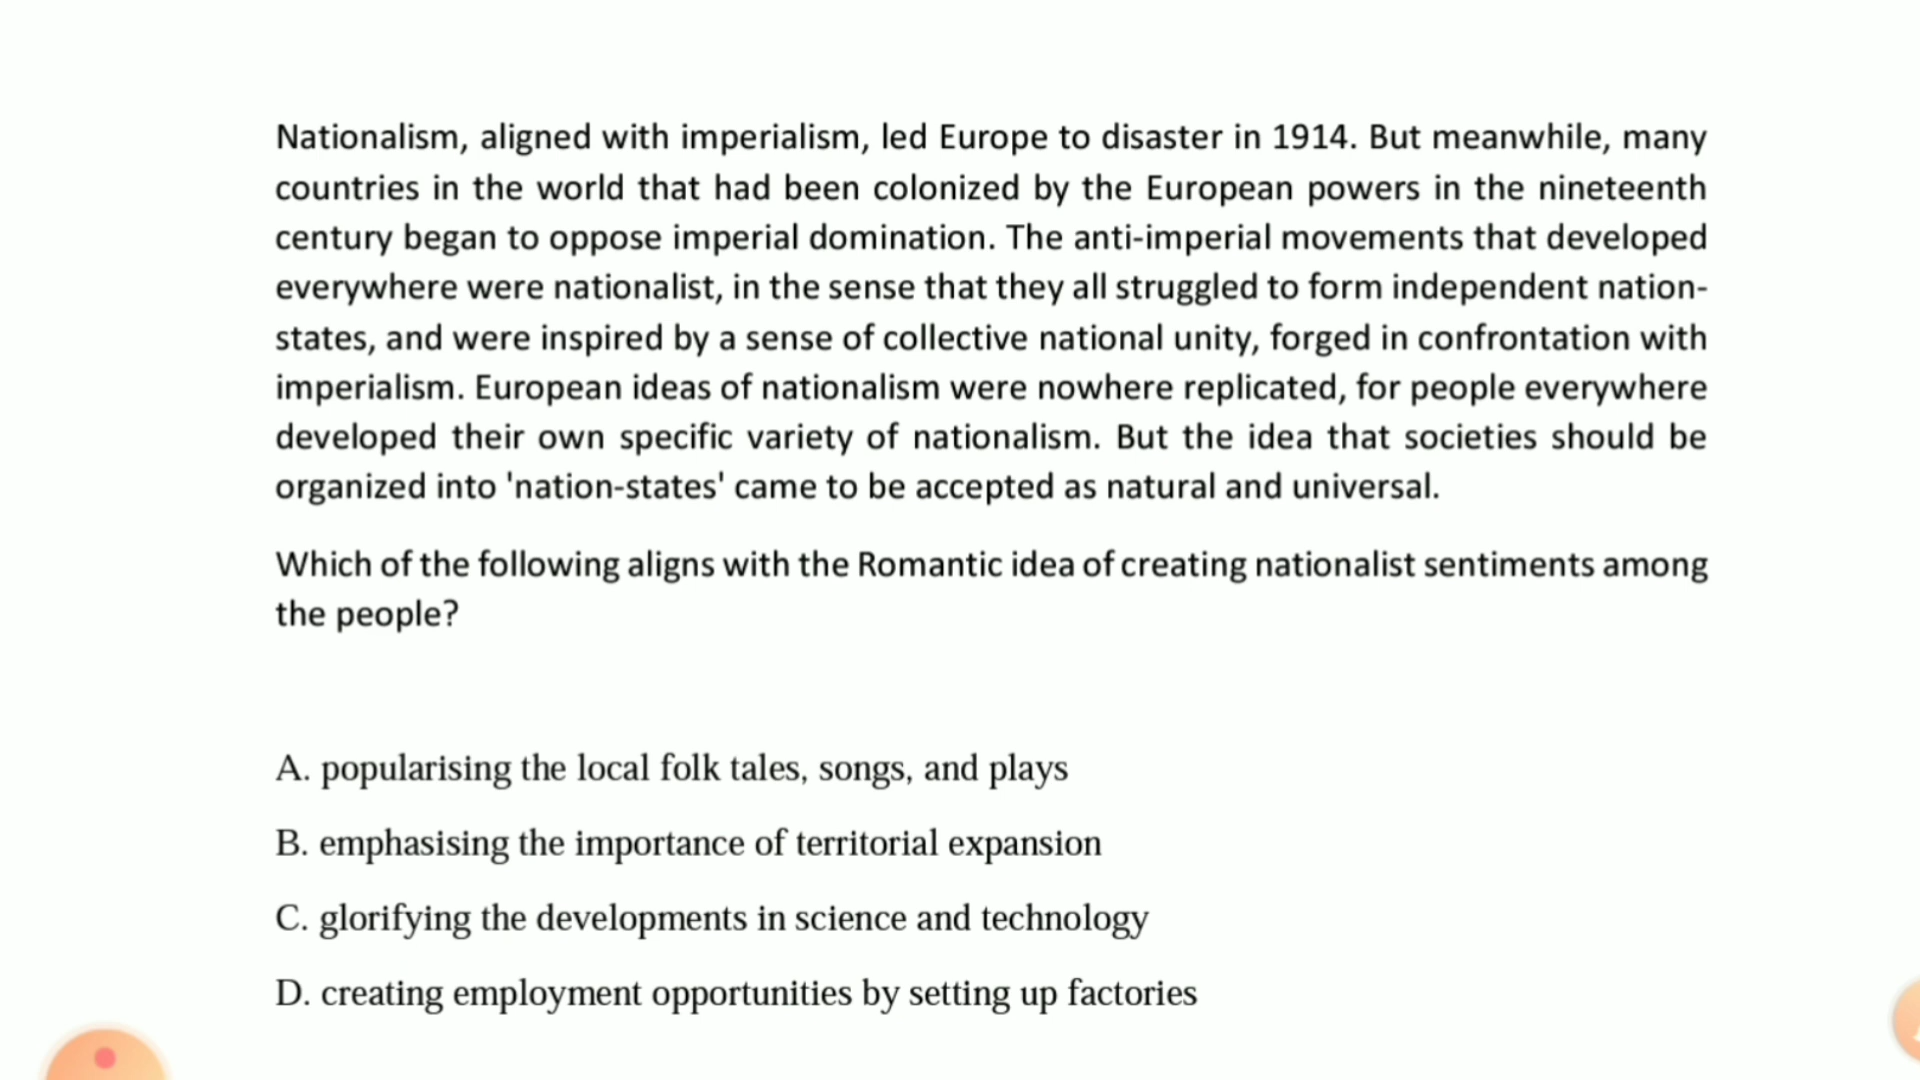 Nationalism, aligned with imperialism, led Europe to disaster in 1914. But meanwhile, many
countries in the world that had been colonized by the European powers in the nineteenth
century began to oppose imperial domination. The anti-imperial movements that developed
everywhere were nationalist, in the sense that they all struggled to form independent nation-
states, and were inspired by a sense of collective national unity, forged in confrontation with
imperialism. European ideas of nationalism were nowhere replicated, for people everywhere
developed their own specific variety of nationalism. But the idea that societies should be
organized into 'nation-states' came to be accepted as natural and universal.
Which of the following aligns with the Romantic idea of creating nationalist sentiments among
the people?
A. popularising the local folk tales, songs, and plays
B. emphasising the importance of territorial expansion
C. glorifying the developments in science and technology
D. creating employment opportunities by setting up factories